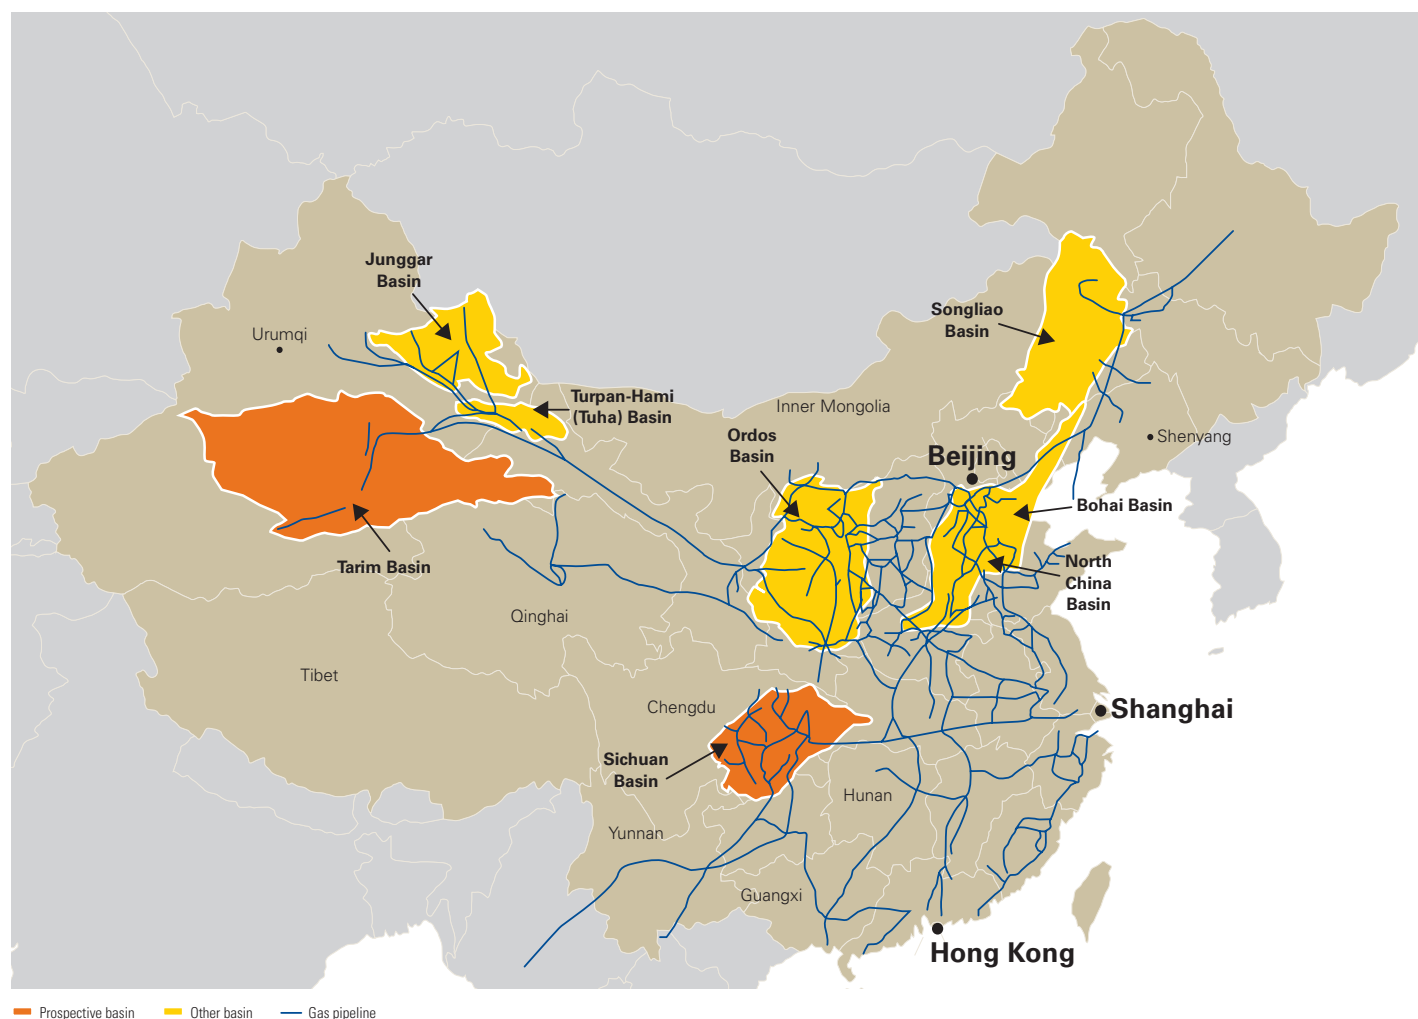 Junggar
Basin
Urumqi
Songliao
Basin
Turpan-Hami
(Tuha) Basin
Inner Mongolia
Ordos
Basin
Beijing
Shenyang
Bohai Basin
Tarim Basin
North
China
Basin
Qinghai
Tibet
Chengdu
Shanghai
Sichuan
Basin
Hunan
Yunnan
Guangxi
Hong Kong
Prospective basin
Other basin
Gas pipeline